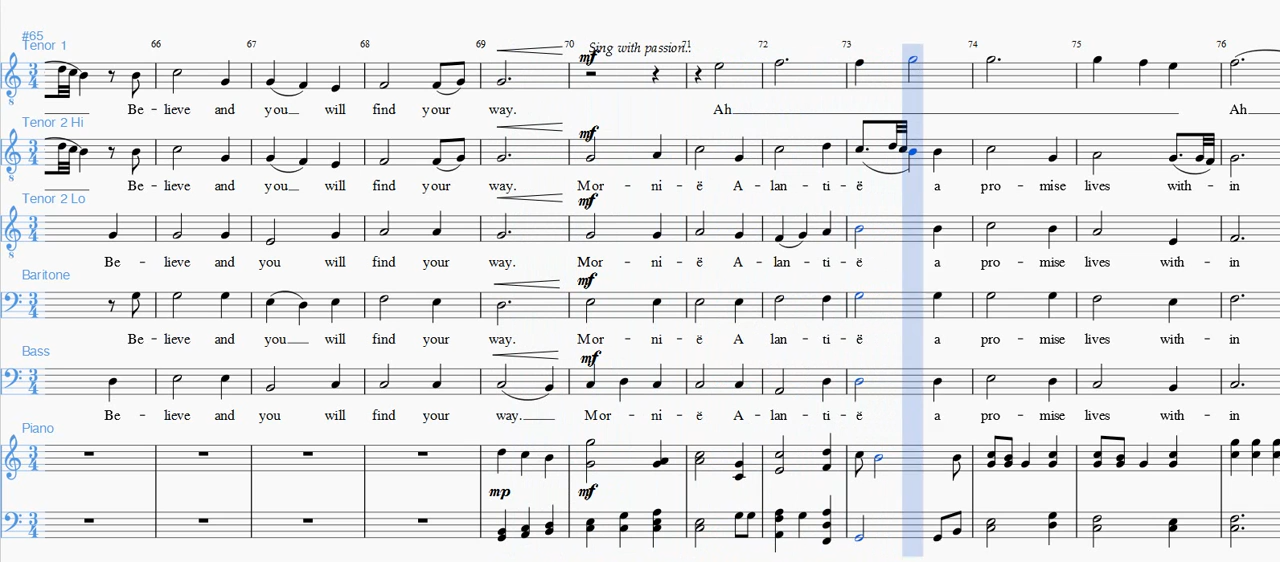 #65
Tenor 1
66 67 68 69 70 Sing with passion.. 71 72 73 74 75 76
mf
Be - lieve and you will find your way. Ah Ah
Tenor 2 Hi
mf
Be - lieve and you will find your way. Mor - ni - ë A - lan - ti - ë a pro - mise lives with - in
Tenor 2 Lo
mf
Be - lieve and you will find your way. Mor - ni - ë A - lan - ti - ë a pro - mise lives with - in
Baritone
mf
Be - lieve and you will find your way. Mor - ni - ë A - lan - ti - ë a pro - mise lives with - in
Bass
mf
Be - lieve and you will find your way. Mor - ni - ë A - lan - ti - ë a pro - mise lives with - in
Piano
mp mf